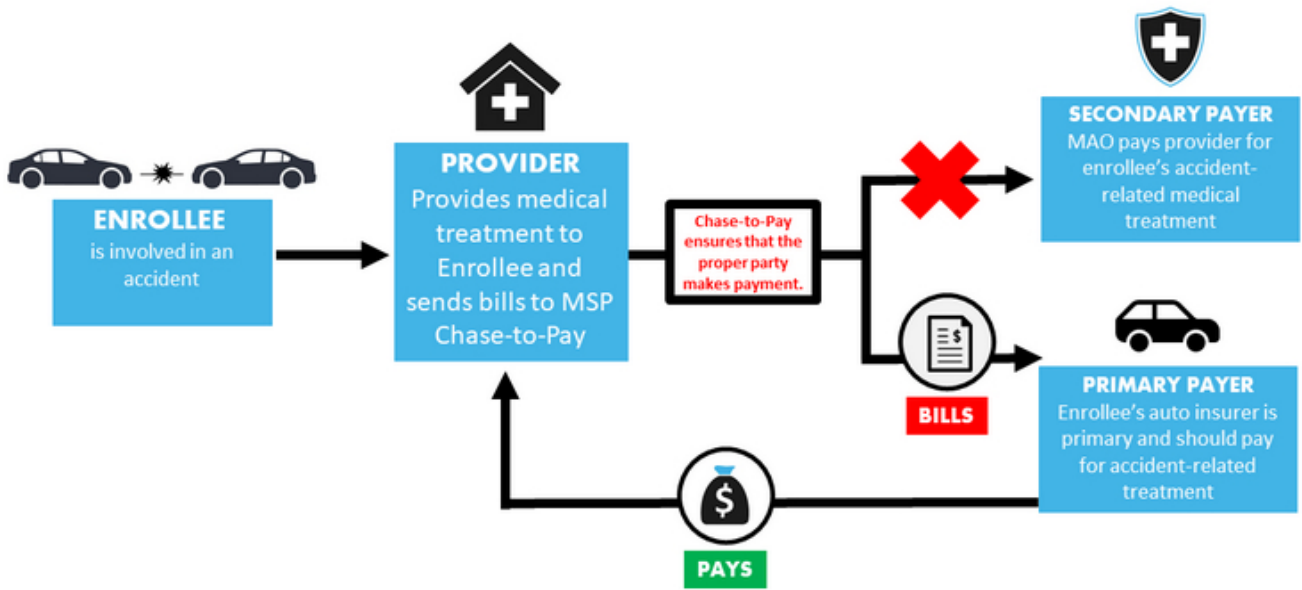 ENROLLEE
is involved in an
accident
PROVIDER
Provides medical
treatment to
Enrollee and
sends bills to MSP
Chase-to-Pay
Chase-to-Pay
ensures that the
proper party
makes payment.
SECONDARY PAYER
MAO pays provider for
enrollee's accident-
related medical
treatment
$
BILLS
PRIMARY PAYER
Enrollee's auto insurer is
primary and should pay
for accident-related
treatment
$
PAYS